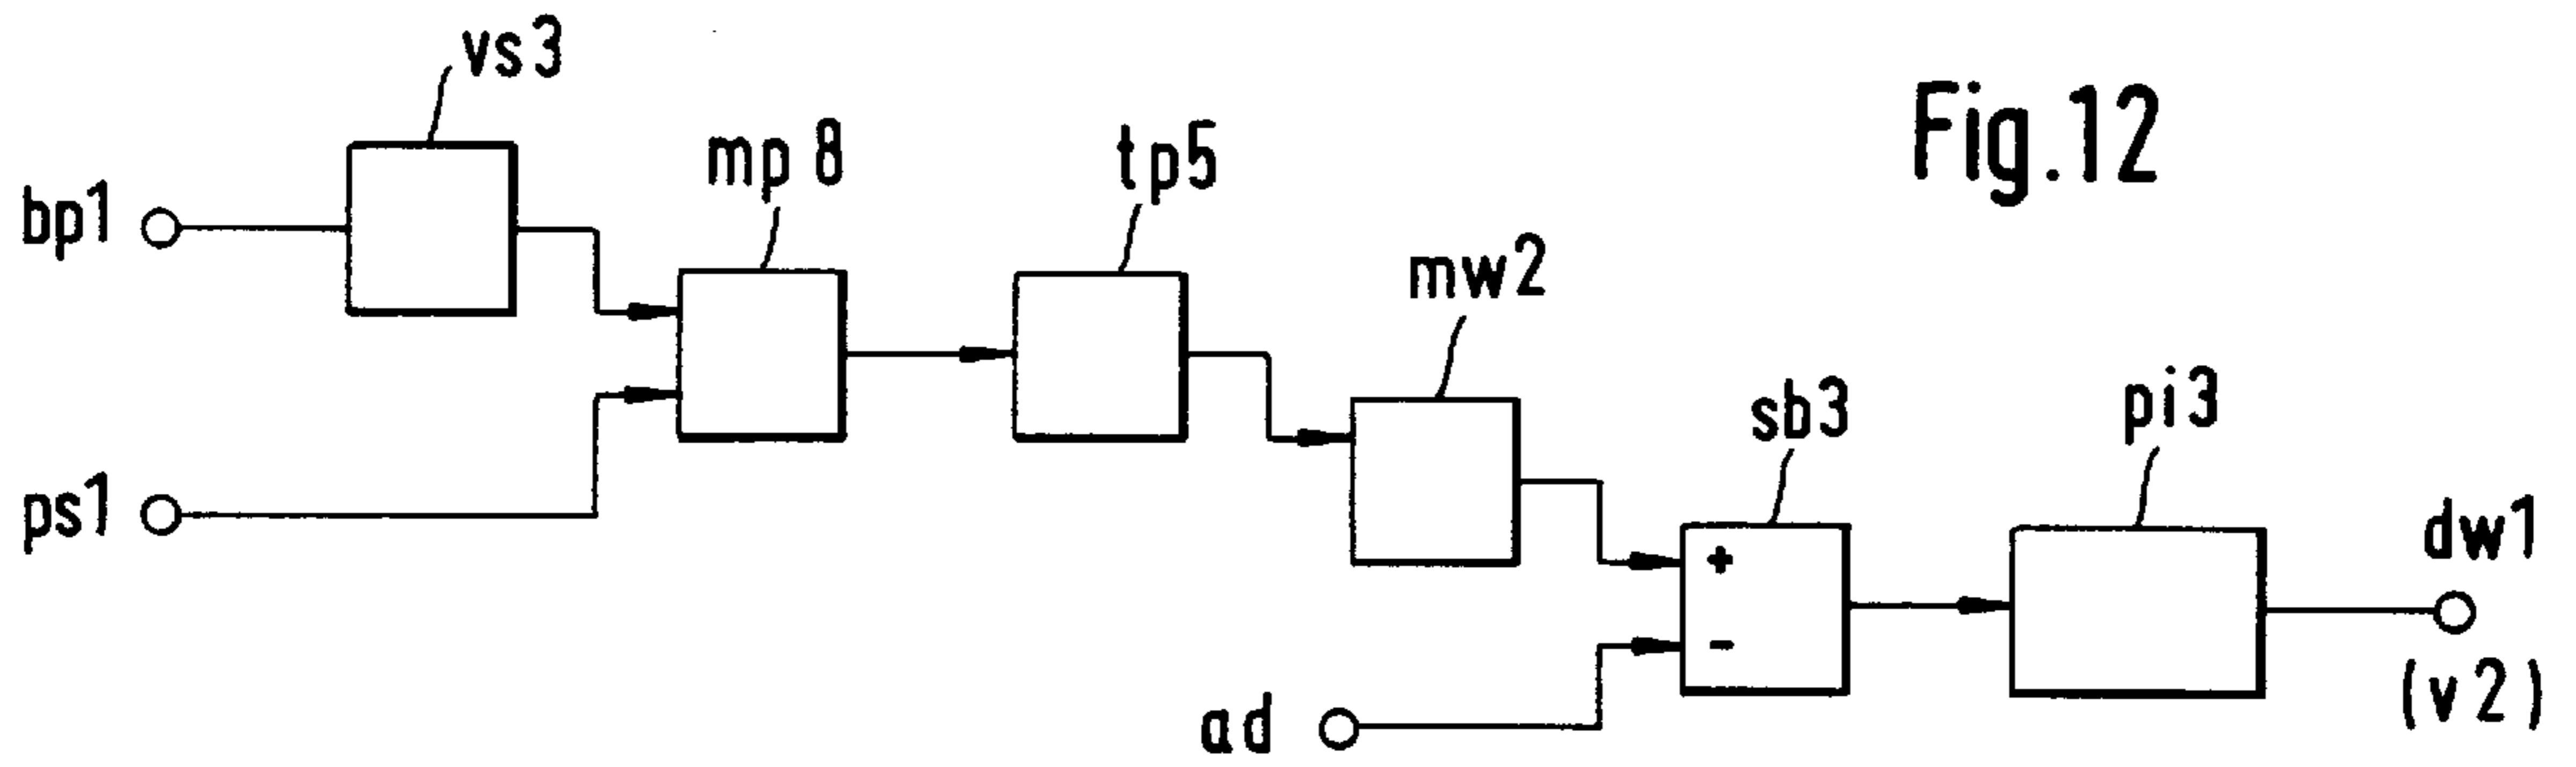 vs3
Fig.12
mp 8
tp5
bp1
mw2
sb3
pi3
ps1
dw1
+
-
(v2)
ad